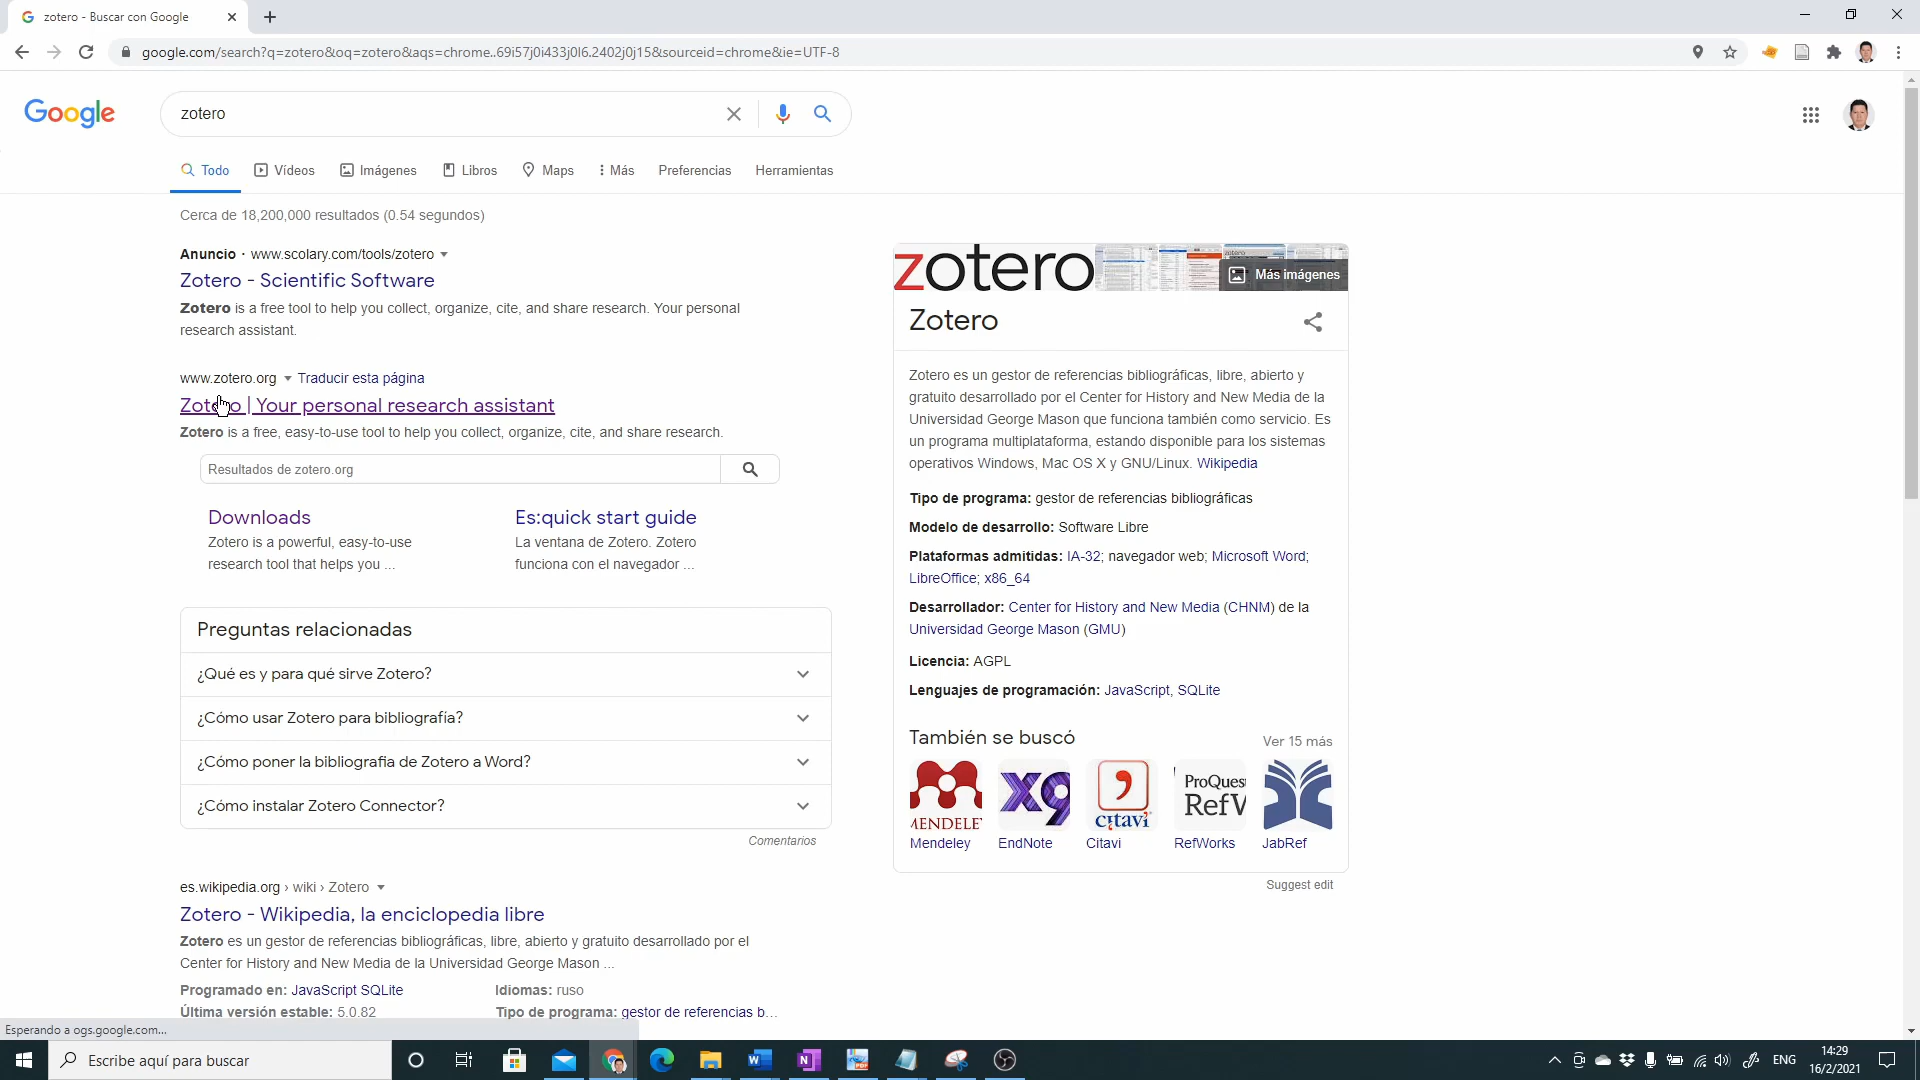 zotero - Buscar con Google
google.com/search?q=zotero&oq=zotero&aqs=chrome..69i57j0i433j0l6.2402j0j15&sourceid=chrome&ie=UTF-8
Google
zotero
Todo
Vídeos
Imágenes
Libros
Maps
Más
Preferencias
Herramientas
Cerca de 18,200,000 resultados (0.54 segundos)
Anuncio · www.scolary.com/tools/zotero
Zotero - Scientific Software
Zotero is a free tool to help you collect, organize, cite, and share research. Your personal
research assistant.
www.zotero.org
Traducir esta página
Zotero | Your personal research assistant
Zotero is a free, easy-to-use tool to help you collect, organize, cite, and share research.
Resultados de zotero.org
Downloads
Zotero is a powerful, easy-to-use
research tool that helps you ...
Es:quick start guide
La ventana de Zotero. Zotero
funciona con el navegador ...
Preguntas relacionadas
¿Qué es y para qué sirve Zotero?
¿Cómo usar Zotero para bibliografía?
¿Cómo poner la bibliografia de Zotero a Word?
¿Cómo instalar Zotero Connector?
Comentarios
es.wikipedia.org › wiki › Zotero
Zotero - Wikipedia, la enciclopedia libre
Zotero es un gestor de referencias bibliográficas, libre, abierto y gratuito desarrollado por el
Center for History and New Media de la Universidad George Mason ...
Programado en: JavaScript SQLite
Idiomas: ruso
Última versión estable: 5.0.82
Tipo de programa: gestor de referencias b...
zotero
Más imágenes
Zotero
Zotero es un gestor de referencias bibliográficas, libre, abierto y
gratuito desarrollado por el Center for History and New Media de la
Universidad George Mason que funciona también como servicio. Es
un programa multiplataforma, estando disponible para los sistemas
operativos Windows, Mac OS X y GNU/Linux. Wikipedia
Tipo de programa: gestor de referencias bibliográficas
Modelo de desarrollo: Software Libre
Plataformas admitidas: IA-32; navegador web; Microsoft Word;
LibreOffice; x86_64
Desarrollador: Center for History and New Media (CHNM) de la
Universidad George Mason (GMU)
Licencia: AGPL
Lenguajes de programación: JavaScript, SQLite
También se buscó
Ver 15 más
MENDELEY
X9
citavi
ProQuest
RefW
Mendeley
EndNote
Citavi
RefWorks
JabRef
Suggest edit
Esperando a ogs.google.com...
Escribe aquí para buscar
ENG
14:29
16/2/2021